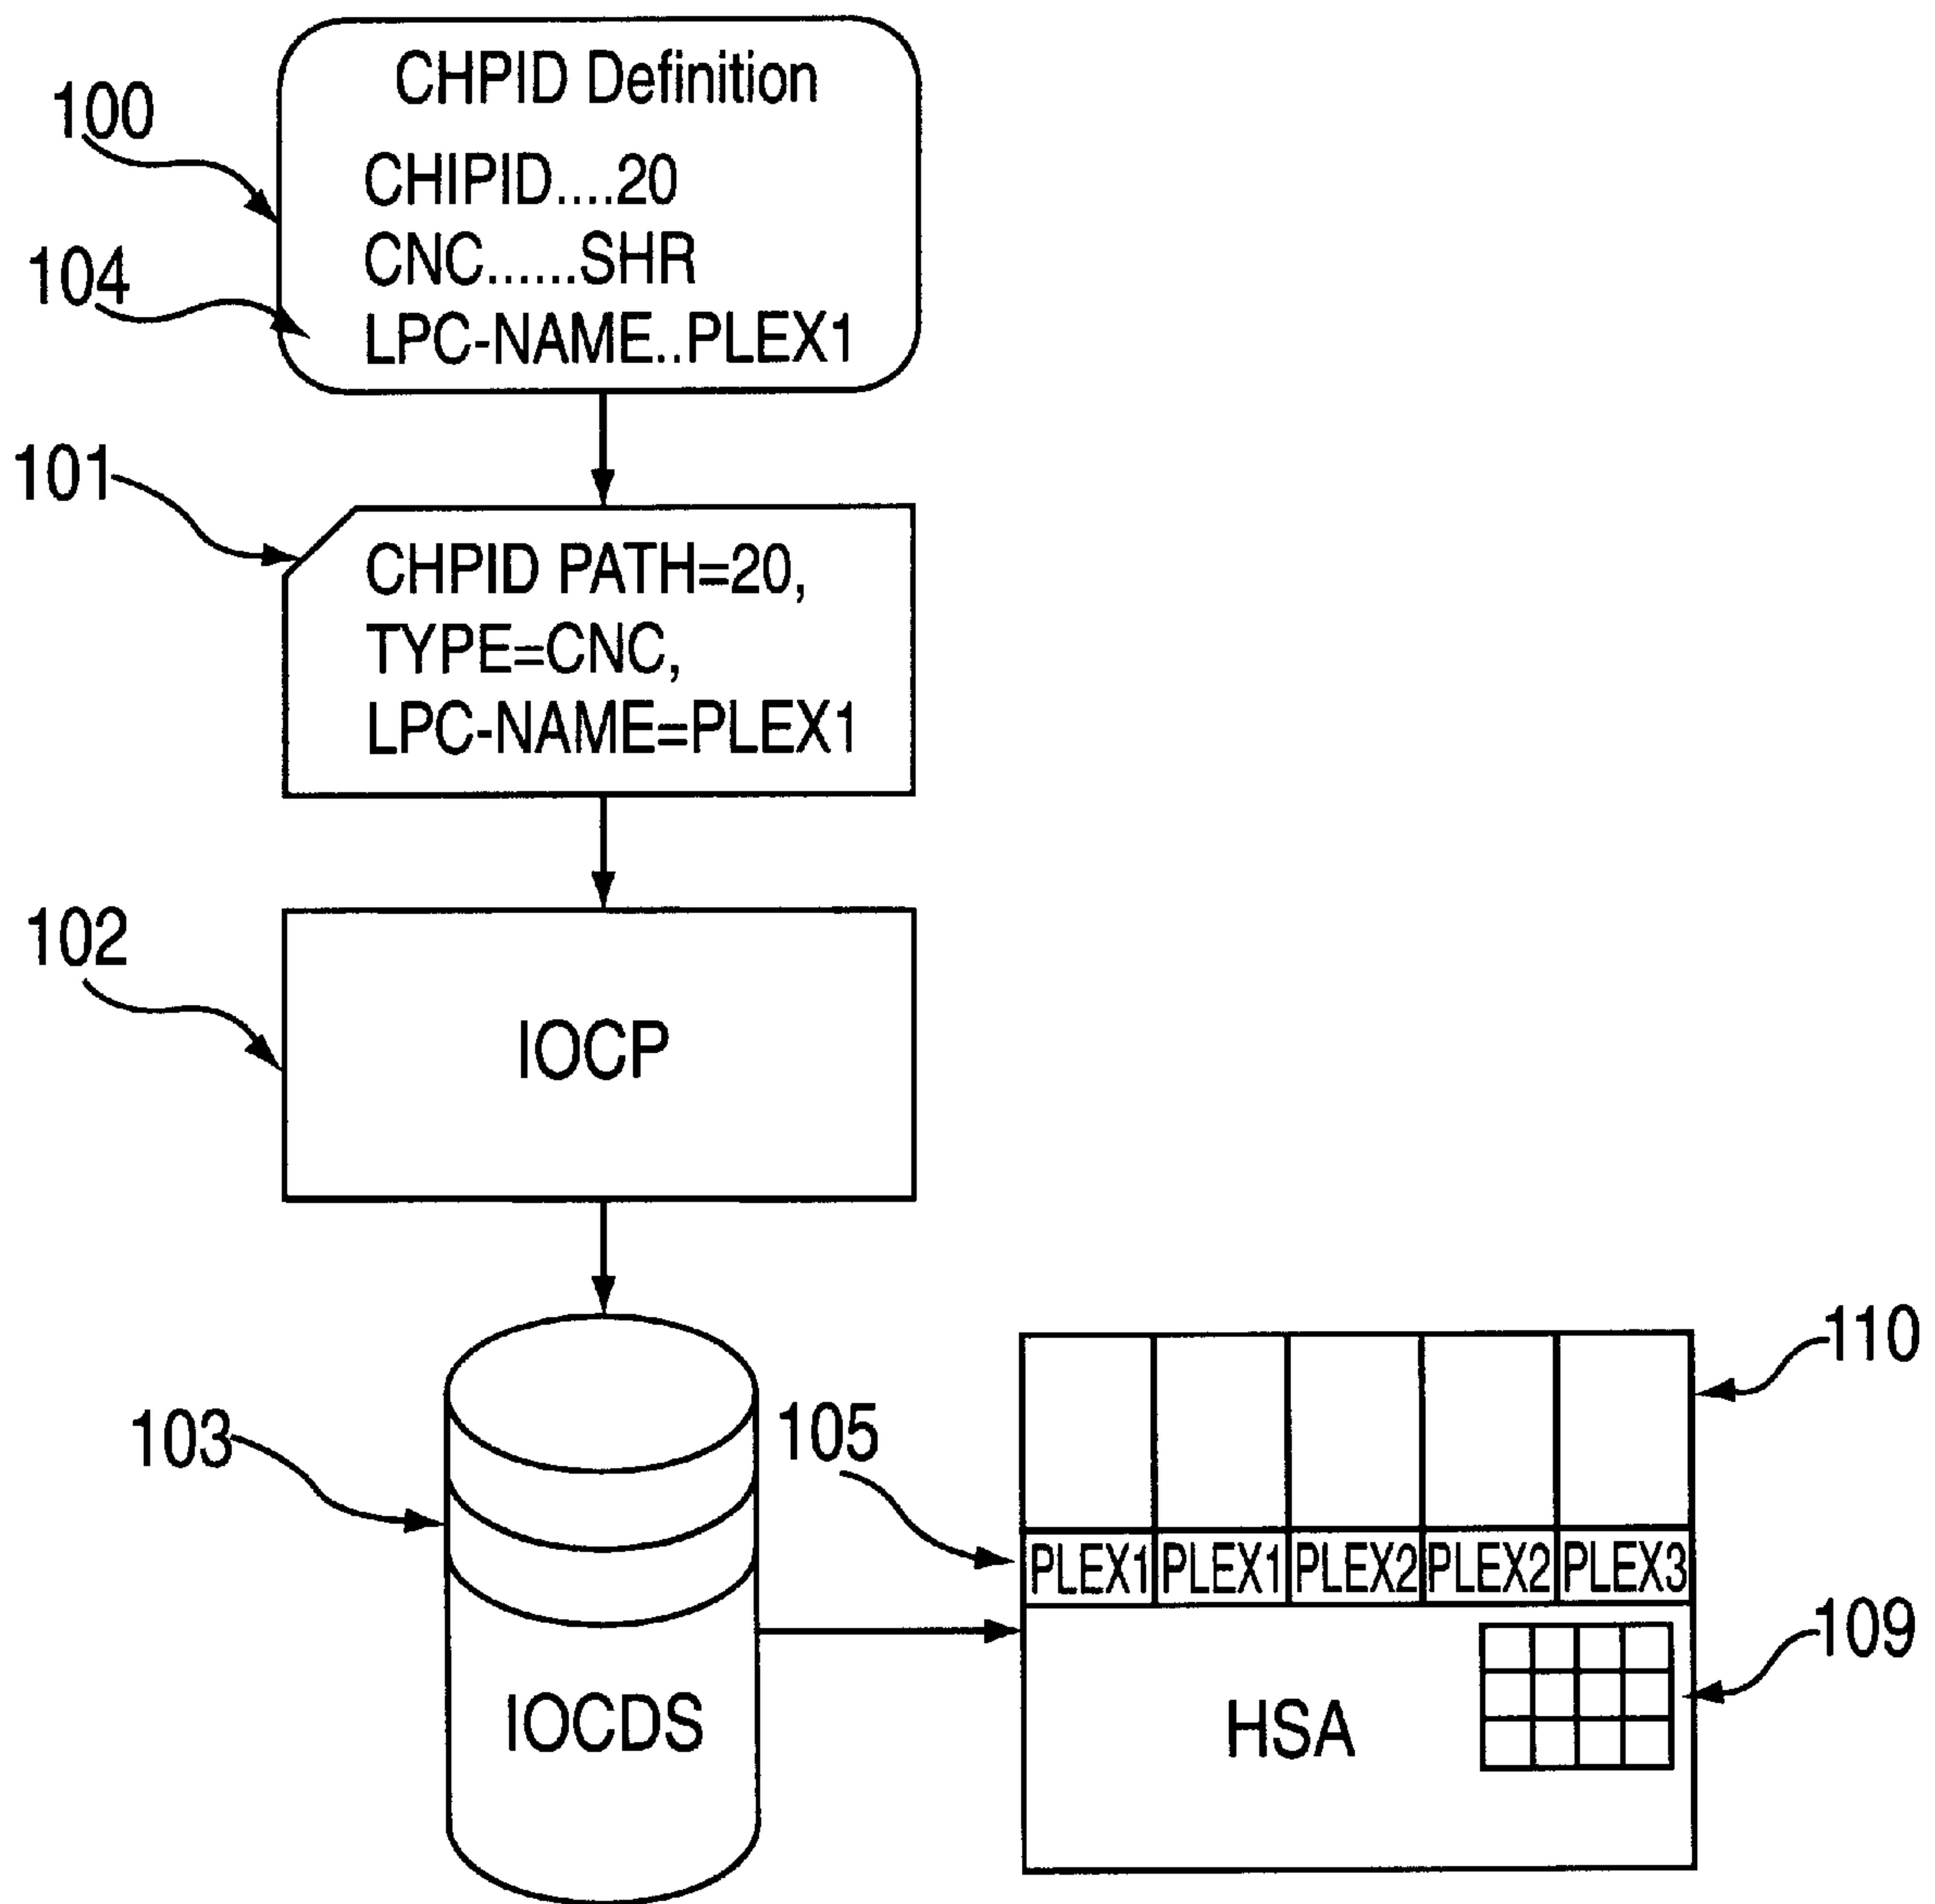 CHPID Definition
100
CHIPID....20
CNC......SHR
104
LPC-NAME..PLEX1
101
CHPID PATH=20,
TYPE=CNC,
LPC-NAME=PLEX1
102
IOCP
110
103
105
PLEX1 PLEX1 PLEX2 PLEX2 PLEX3
109
IOCDS
HSA